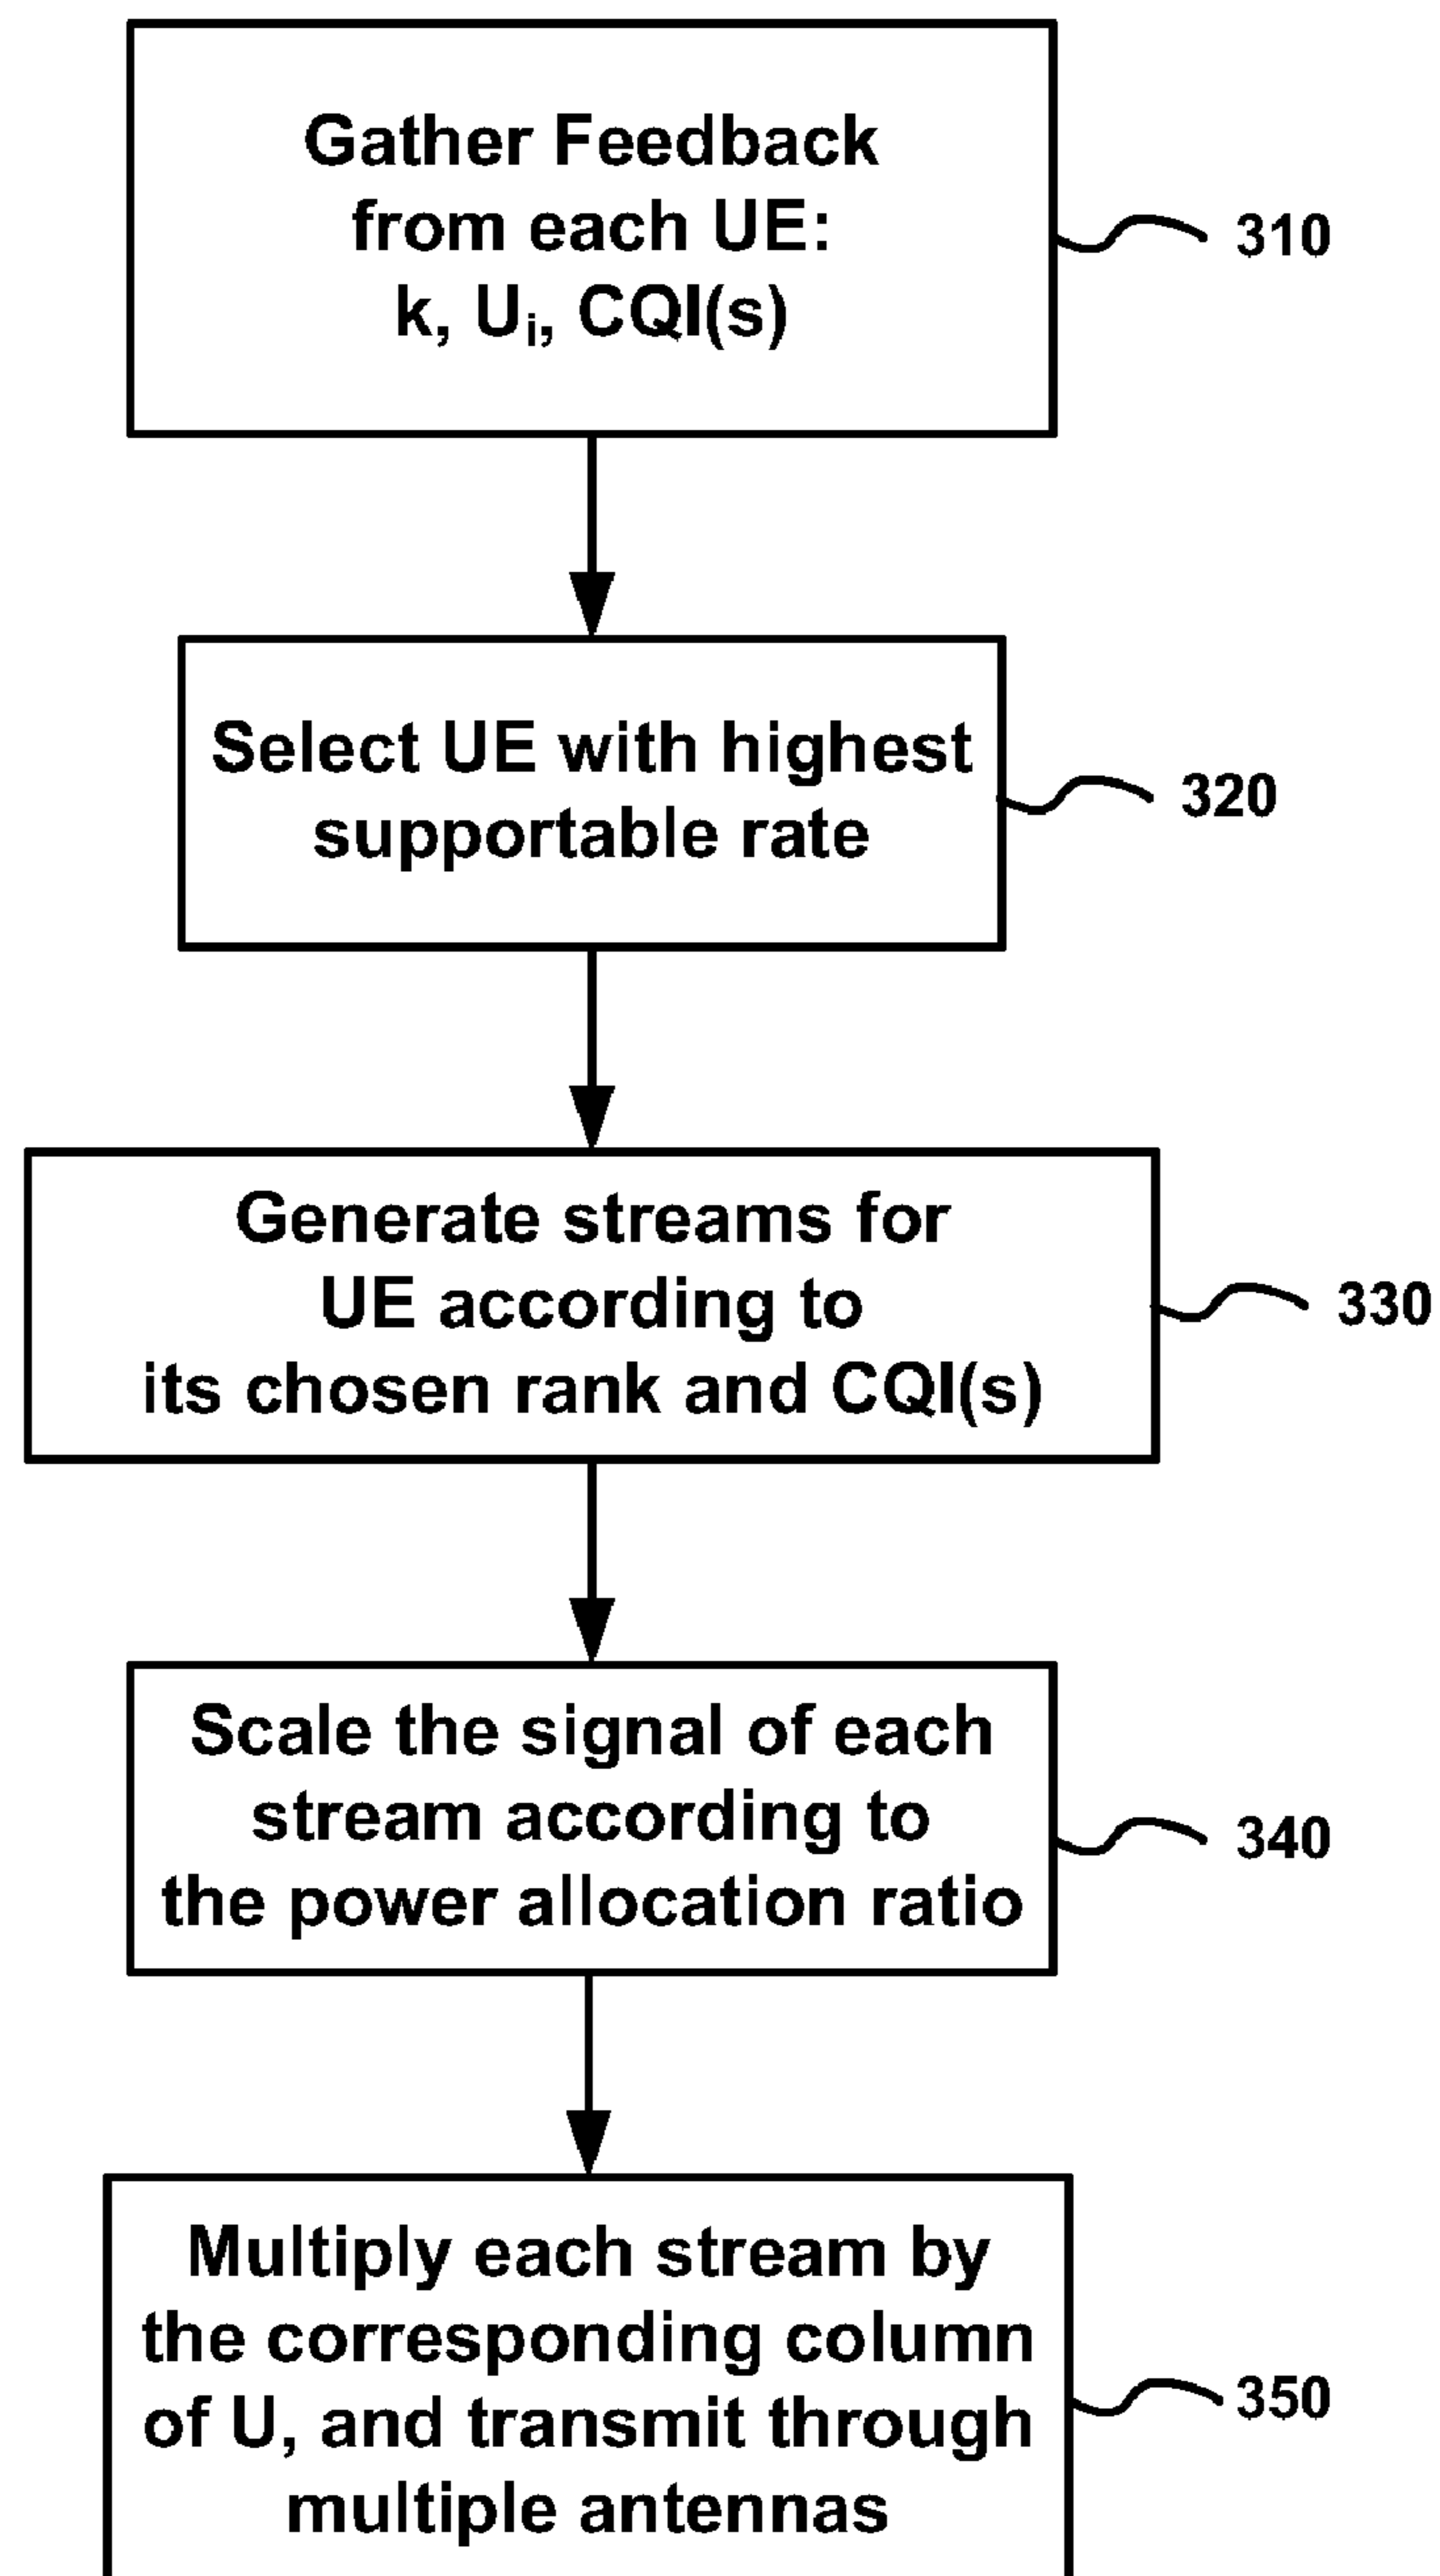 Gather Feedback
from each UE:
k, Uᵢ, CQI(s)
310
Select UE with highest
supportable rate
320
Generate streams for
UE according to
its chosen rank and CQI(s)
330
Scale the signal of each
stream according to
the power allocation ratio
340
Multiply each stream by
the corresponding column
of U, and transmit through
multiple antennas
350